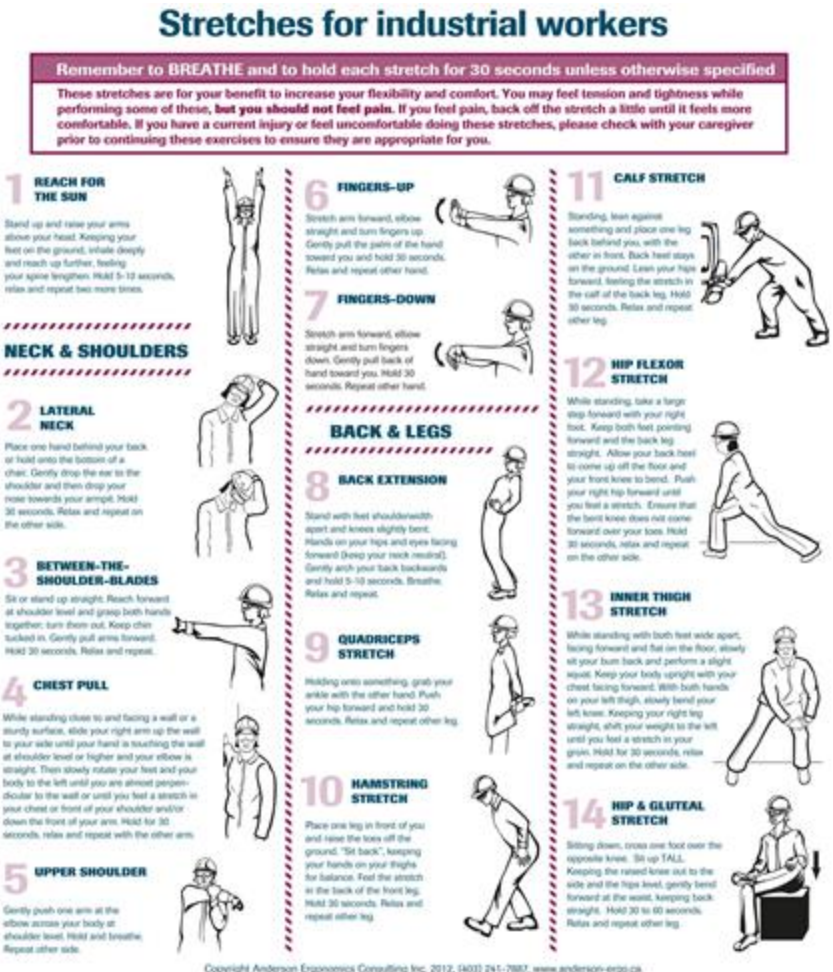 Stretches for industrial workers
Remember to BREATHE and to hold each stretch for 30 seconds unless otherwise specified
These stretches are for your benefit to increase your flexibility and comfort. You may feel tension and tightness while
performing some of these, but you should not feel pain. If you feel pain, back off the stretch a little until it feels more
comfortable. If you have a current injury or feel uncomfortable doing these stretches, please check with your caregiver
prior to continuing these exercises to ensure they are appropriate for you.
1 REACH FOR
THE SUN
Stand up and raise your arms
above your head. Keeping your
feet on the ground, inhale deeply
and reach up further, feeling
your spine lengthen. Hold 5-10 seconds,
relax and repeat two more times.
NECK & SHOULDERS
2 LATERAL
NECK
Place one hand behind your back
or hold onto the bottom of a
chair. Gently drop the ear to the
shoulder and then drop your
nose towards your armpit. Hold
30 seconds. Relax and repeat on
the other side.
3 BETWEEN-THE-
SHOULDER-BLADES
Sit or stand up straight. Reach forward
at shoulder level and grasp both hands
together, turn them out. Keep chin
tucked in. Gently pull arms forward.
Hold 30 seconds. Relax and repeat.
4 CHEST PULL
While standing close to and facing a wall or a
sturdy surface, slide your right arm up the wall
to your side until your hand is touching the wall
at shoulder level or higher and your elbow is
straight. Then slowly rotate your feet and your
body to the left until you are almost perpen-
dicular to the wall or until you feel a stretch in
your chest or front of your shoulder and/or
down the front of your arm. Hold for 30
seconds, relax and repeat with the other arm.
5 UPPER SHOULDER
Gently push one arm at the
elbow across your body at
shoulder level. Hold and breathe.
Repeat other side.
6 FINGERS-UP
Stretch arm forward, elbow
straight and turn fingers up.
Gently pull the palm of the hand
toward you and hold 30 seconds.
Relax and repeat other hand.
7 FINGERS-DOWN
Stretch arm forward, elbow
straight and turn fingers
down. Gently pull back of
hand toward you. Hold 30
seconds. Repeat other hand.
BACK & LEGS
8 BACK EXTENSION
Stand with feet shoulderwidth
apart and knees slightly bent.
Hands on your hips and eyes facing
forward (keep your neck neutral).
Gently arch your back backwards
and hold 5-10 seconds. Breathe.
Relax and repeat.
9 QUADRICEPS
STRETCH
Holding onto something, grab your
ankle with the other hand. Push
your hip forward and hold 30
seconds. Relax and repeat other leg.
10 HAMSTRING
STRETCH
Place one leg in front of you
and raise the toes off the
ground. "Sit back", keeping
your hands on your thighs
for balance. Feel the stretch
in the back of the front leg.
Hold 30 seconds. Relax and
repeat other leg.
11 CALF STRETCH
Standing, lean against
something and place one leg
back behind you, with the
other in front. Back heel stays
on the ground. Lean your hips
forward, feeling the stretch in
the calf of the back leg. Hold
30 seconds. Relax and repeat
other leg.
12 HIP FLEXOR
STRETCH
While standing, take a large
step forward with your right
foot. Keep both feet pointing
forward and the back leg
straight. Allow your back heel
to come up off the floor and
your front knee to bend. Push
your right hip forward until
you feel a stretch. Ensure that
the bent knee does not come
forward over your toes. Hold
30 seconds, relax and repeat
on the other side.
13 INNER THIGH
STRETCH
While standing with both feet wide apart,
facing forward and flat on the floor, slowly
sit your bum back and perform a slight
squat. Keep your body upright with your
chest facing forward. With both hands
on your left thigh, slowly bend your
left knee. Keeping your right leg
straight, shift your weight to the left
until you feel a stretch in your
groin. Hold for 30 seconds, relax
and repeat on the other side.
14 HIP & GLUTEAL
STRETCH
Sitting down, cross one foot over the
opposite knee. Sit up TALL.
Keeping the raised knee out to the
side and the hips level, gently bend
forward at the waist, keeping back
straight. Hold 30 to 60 seconds.
Relax and repeat other leg.
Copyright Anderson Ergonomics Consulting Inc. 2012. (403) 241-7887. www.anderson-ergo.ca